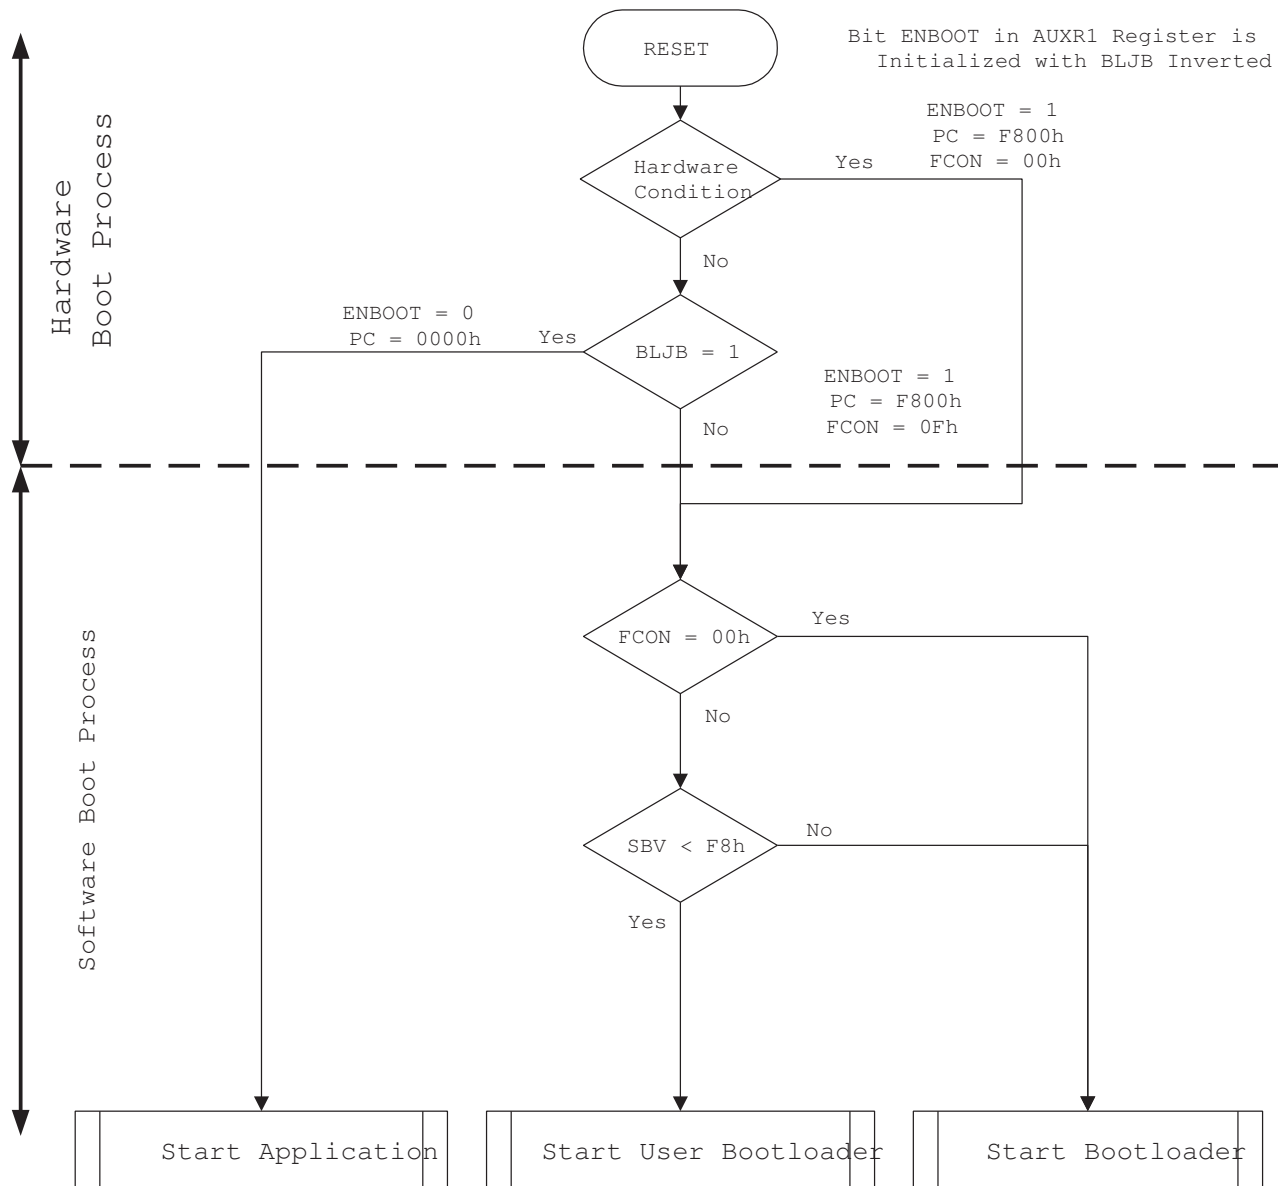 RESET
Bit ENBOOT in AUXR1 Register is
Initialized with BLJB Inverted
ENBOOT = 1
PC = F800h
FCON = 00h
Hardware
Condition
Yes
No
Hardware
Boot Process
ENBOOT = 0
PC = 0000h
Yes
BLJB = 1
ENBOOT = 1
PC = F800h
FCON = 0Fh
No
Software Boot Process
FCON = 00h
Yes
No
SBV < F8h
No
Yes
Start Application
Start User Bootloader
Start Bootloader